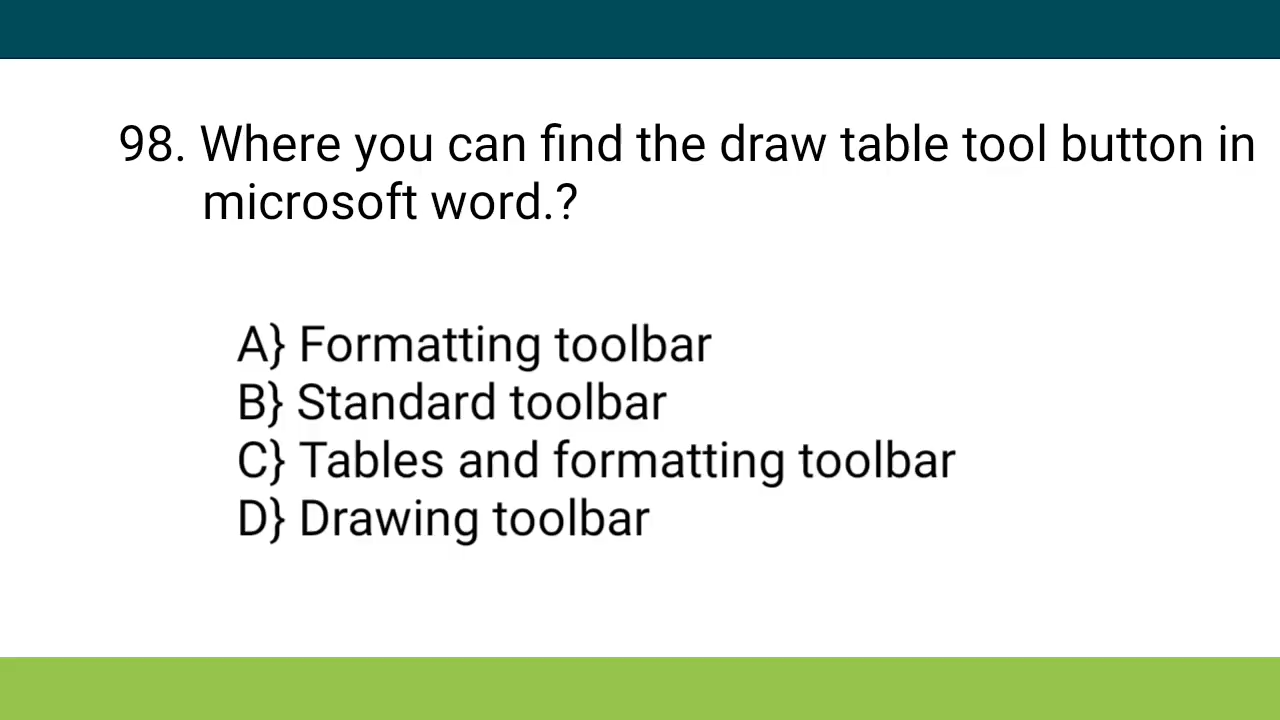 98. Where you can find the draw table tool button in
microsoft word.?
A} Formatting toolbar
B} Standard toolbar
C} Tables and formatting toolbar
D} Drawing toolbar